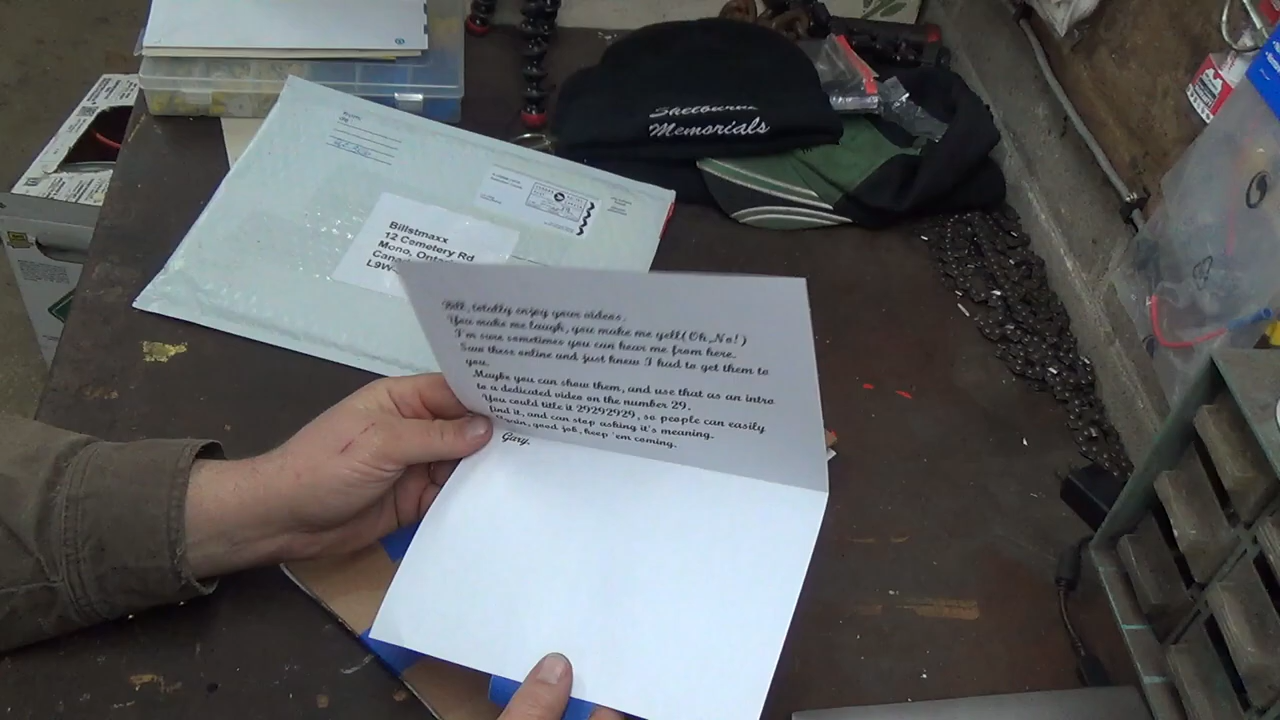 Shelburne
Memorials
Billstmaxx
12 Cemetery Rd
Mono,
L9W
Bill, totally enjoy your videos.
You make me laugh, you make me yell(Oh,No!)
I'm sure sometimes you can hear me from here.
Saw these online and just knew I had to get them to
you.
Maybe you can show them, and use that as an intro
to a dedicated video on the number 29.
You could title it 29292929, so people can easily
find it, and can stop asking it's meaning.
good job, keep 'em coming.
Gary.